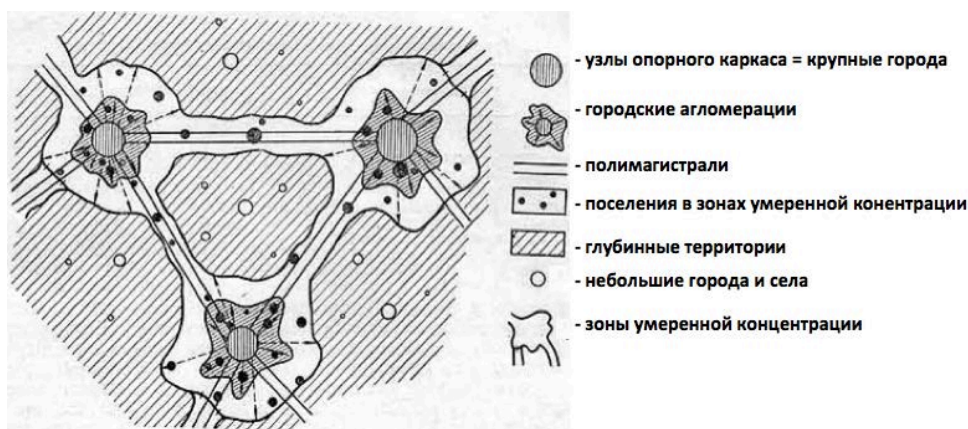 - узлы опорного каркаса = крупные города
- городские агломерации
- полимагистрали
- поселения в зонах умеренной конентрации
- глубинные территории
- небольшие города и села
- зоны умеренной концентрации